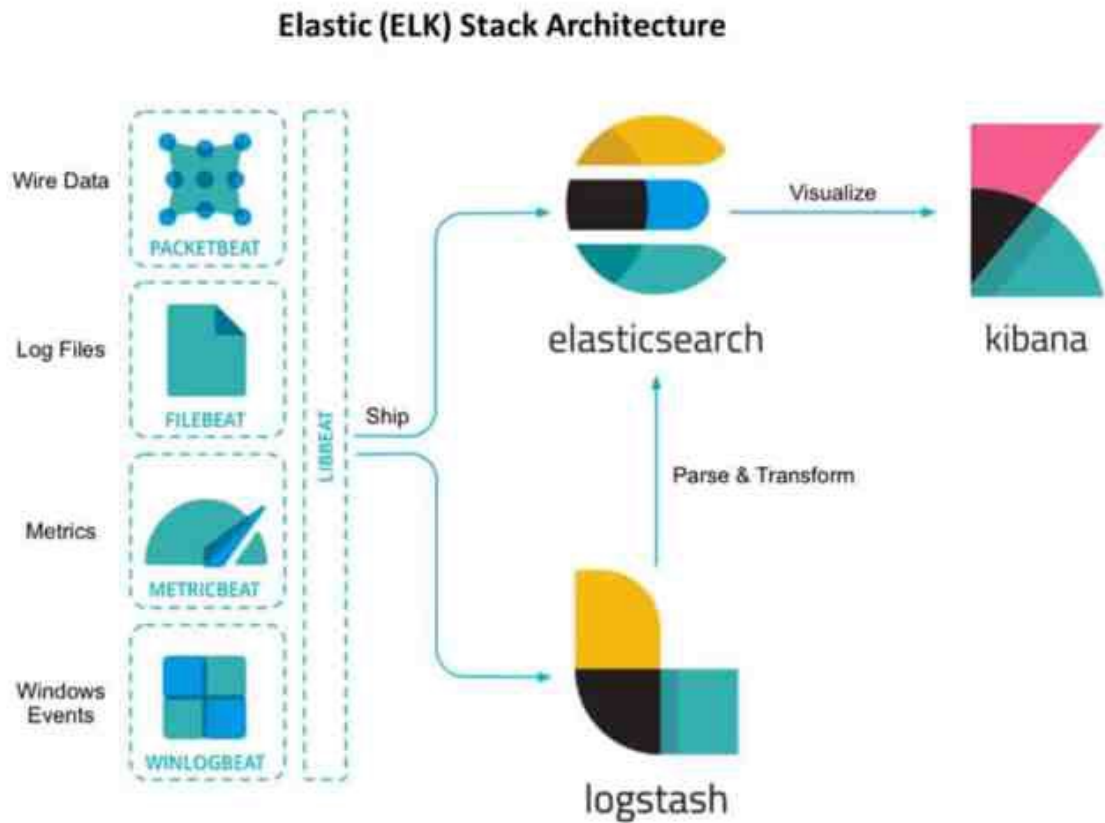 Elastic (ELK) Stack Architecture
Wire Data
PACKETBEAT
Log Files
FILEBEAT
Metrics
METRICBEAT
Windows
Events
WINLOGBEAT
LIBBEAT
Ship
elasticsearch
Visualize
kibana
Parse & Transform
logstash